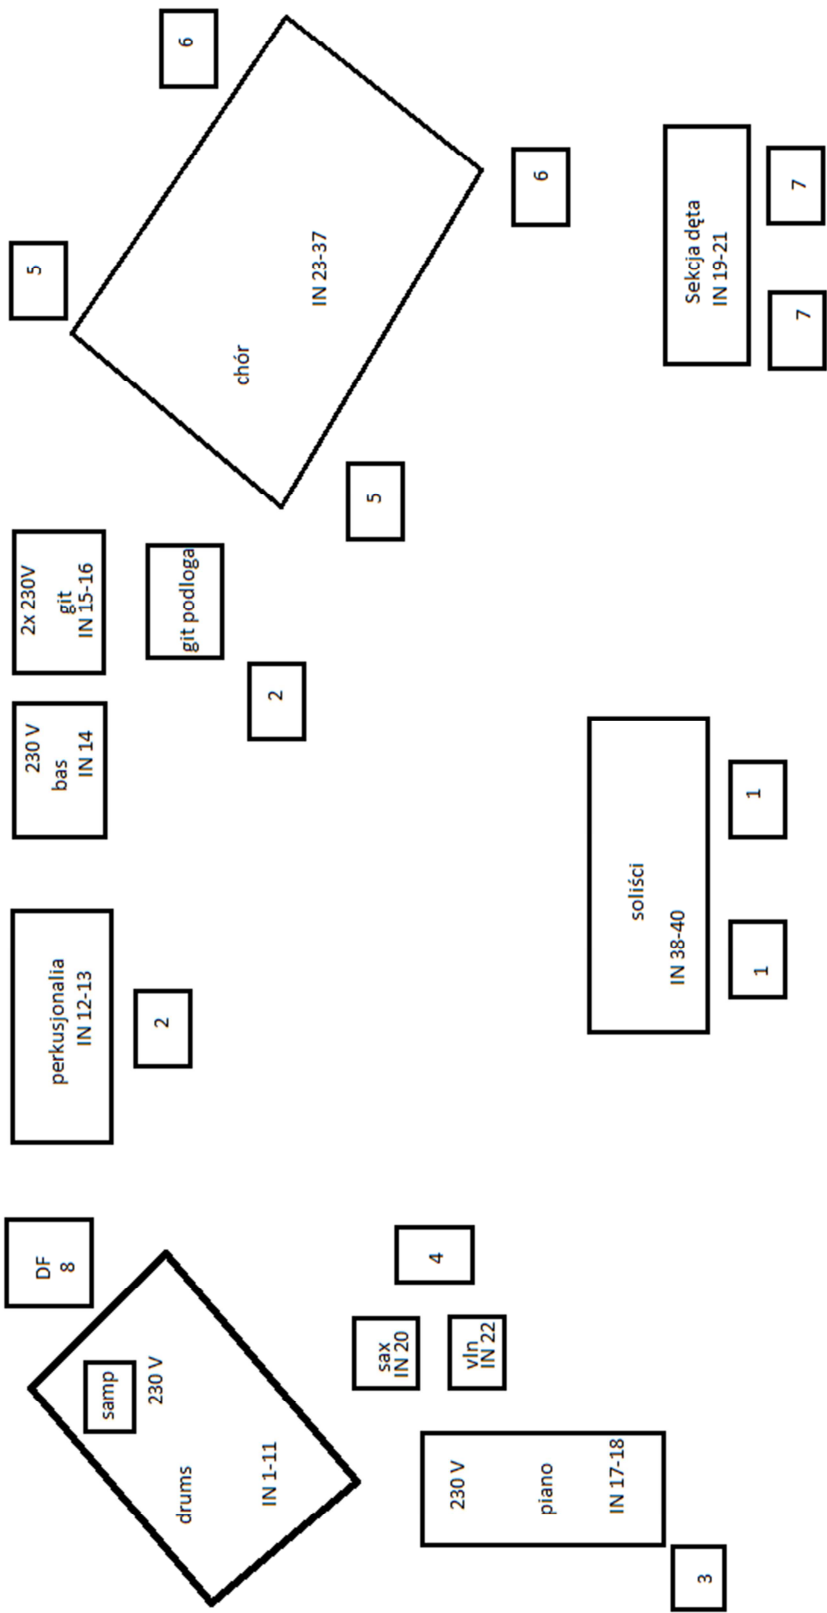 samp
230 V
drums
IN 1-11
DF
8
perkusjonalia
IN 12-13
2
230 V
bas
IN 14
2x 230V
git
IN 15-16
git podloga
2
5
6
chór
IN 23-37
5
6
sax
IN 20
vln
IN 22
4
230 V
piano
IN 17-18
3
soliści
IN 38-40
1
1
Sekcja dęta
IN 19-21
7
7